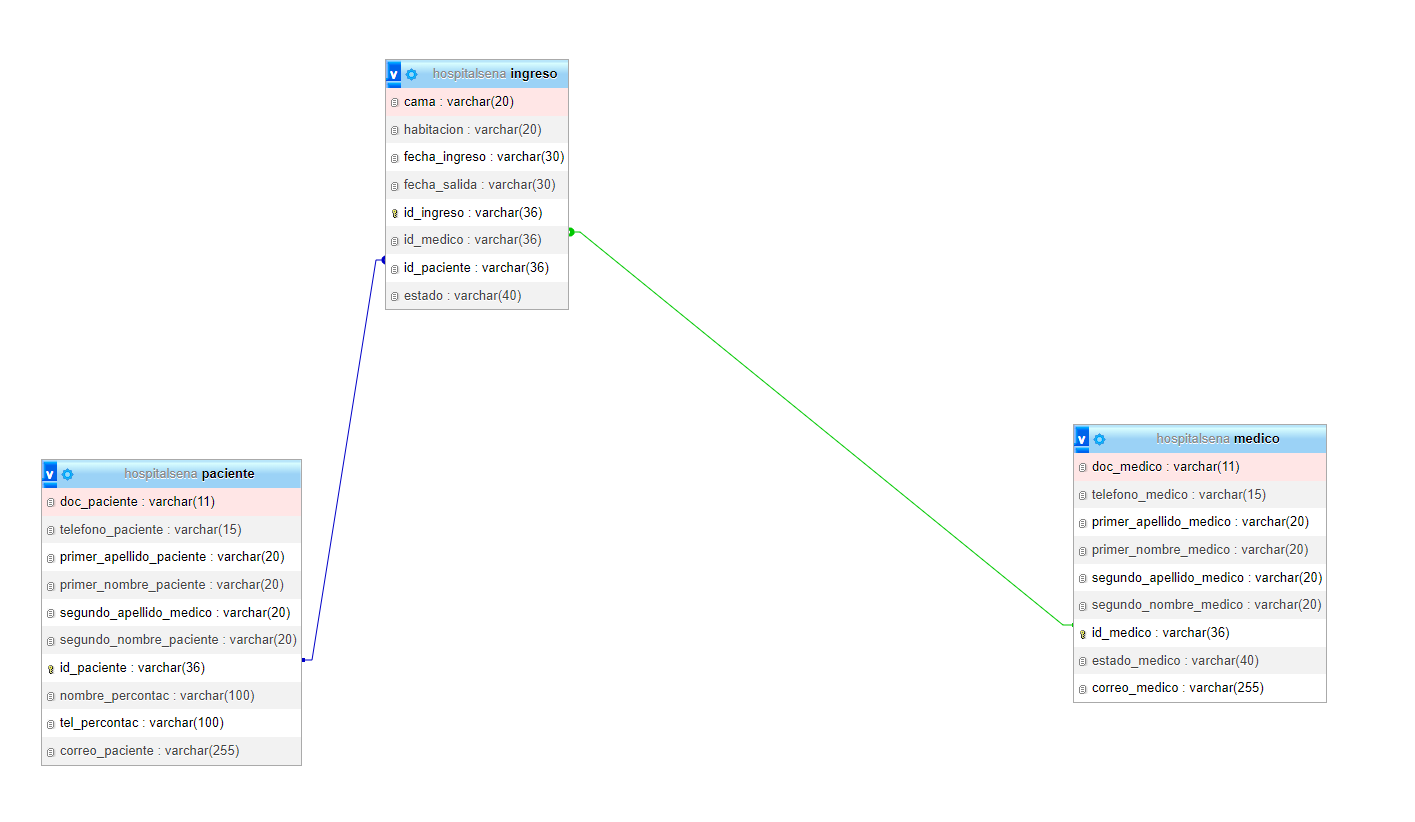 v hospitalsena ingreso
cama : varchar(20)
habitacion : varchar(20)
fecha_ingreso : varchar(30)
fecha_salida : varchar(30)
id_ingreso : varchar(36)
id_medico : varchar(36)
id_paciente : varchar(36)
estado : varchar(40)
v hospitalsena paciente
doc_paciente : varchar(11)
telefono_paciente : varchar(15)
primer_apellido_paciente : varchar(20)
primer_nombre_paciente : varchar(20)
segundo_apellido_medico : varchar(20)
segundo_nombre_paciente : varchar(20)
id_paciente : varchar(36)
nombre_percontac : varchar(100)
tel_percontac : varchar(100)
correo_paciente : varchar(255)
v hospitalsena medico
doc_medico : varchar(11)
telefono_medico : varchar(15)
primer_apellido_medico : varchar(20)
primer_nombre_medico : varchar(20)
segundo_apellido_medico : varchar(20)
segundo_nombre_medico : varchar(20)
id_medico : varchar(36)
estado_medico : varchar(40)
correo_medico : varchar(255)